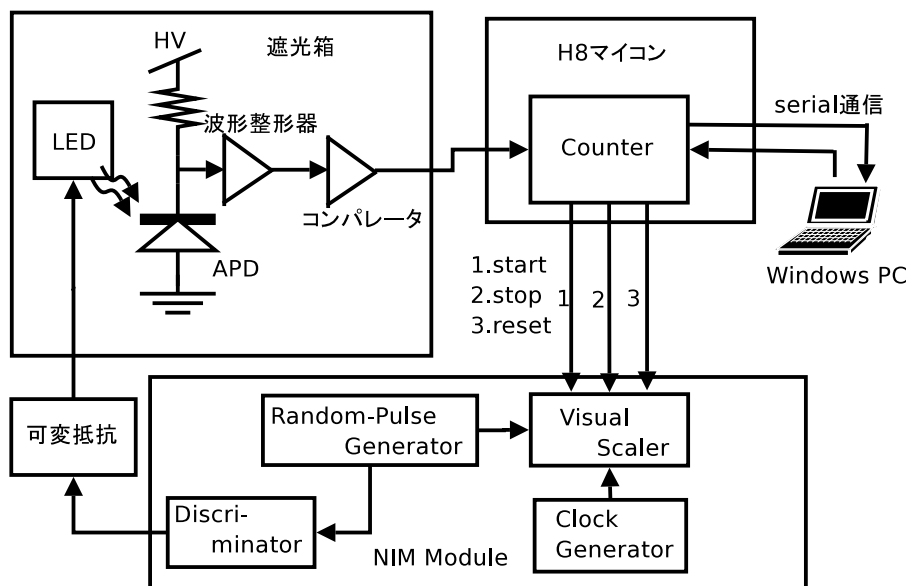 HV
遮光箱
LED
波形整形器
コンパレータ
APD
H8マイコン
Counter
serial通信
Windows PC
1.start
2.stop
3.reset
1
2
3
可変抵抗
Random-Pulse
Generator
Visual
Scaler
Discri-
minator
Clock
Generator
NIM Module